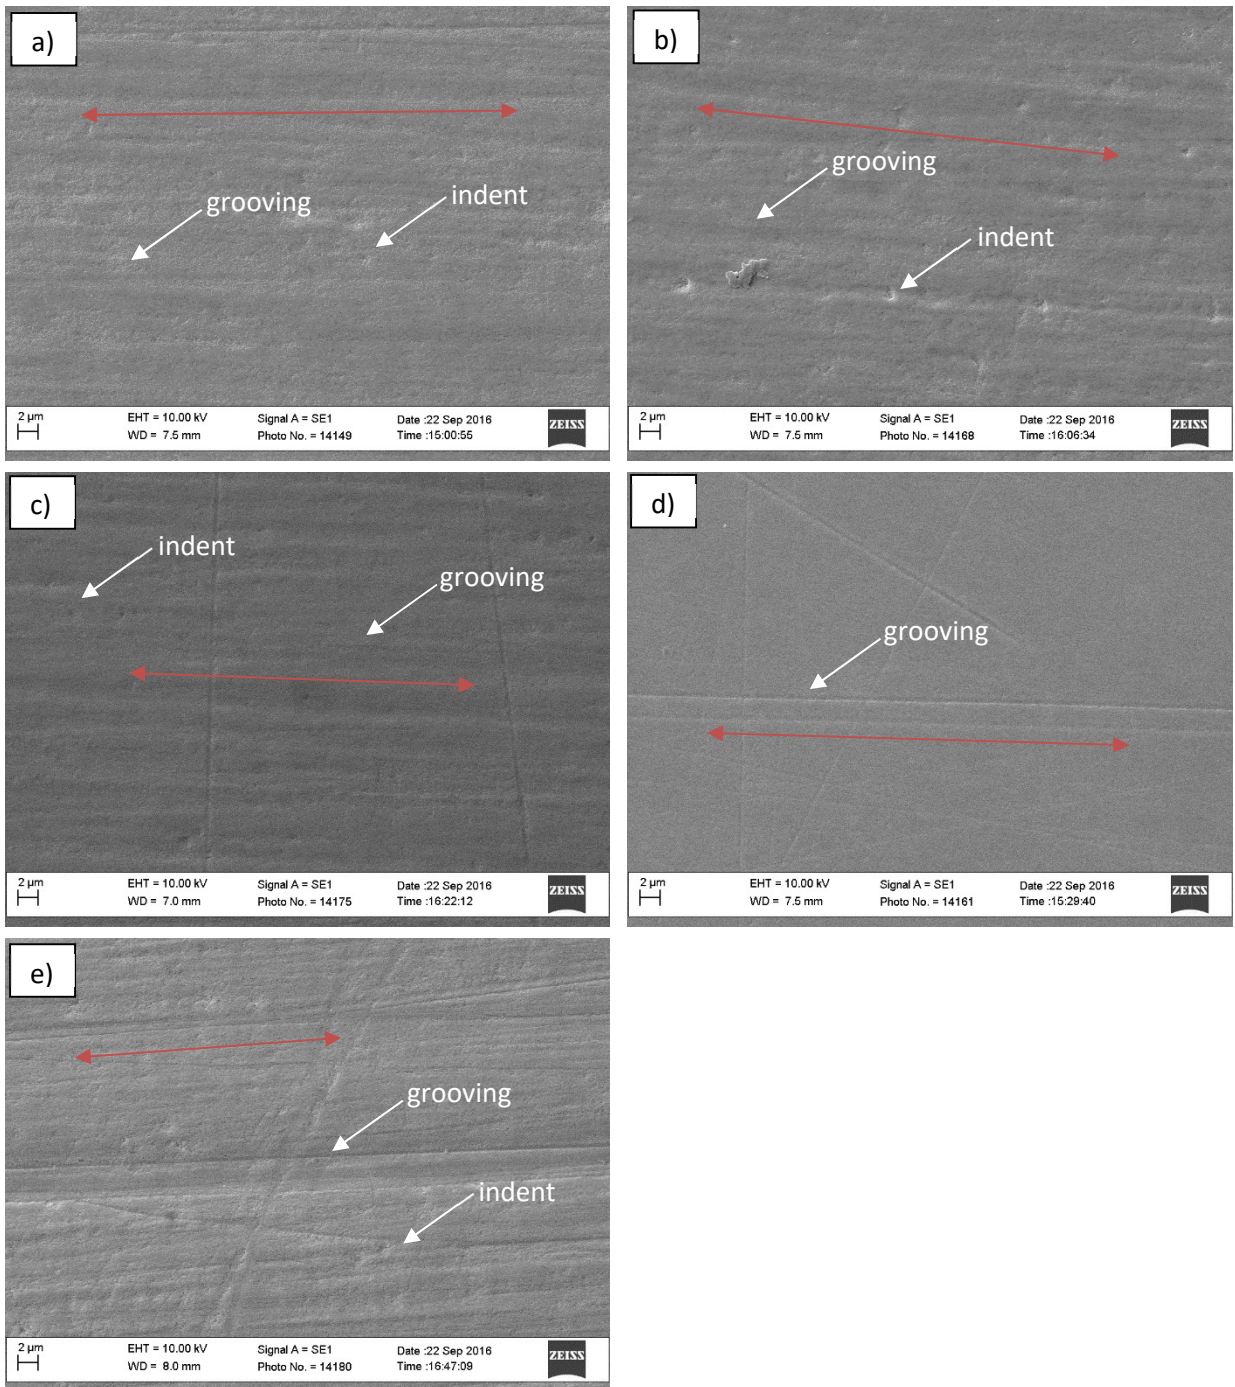 a)
grooving
indent
2 µm
EHT = 10.00 kV
WD = 7.5 mm
Signal A = SE1
Photo No. = 14149
Date :22 Sep 2016
Time :15:00:55
ZEISS
b)
grooving
indent
2 µm
EHT = 10.00 kV
WD = 7.5 mm
Signal A = SE1
Photo No. = 14168
Date :22 Sep 2016
Time :16:06:34
ZEISS
c)
indent
grooving
2 µm
EHT = 10.00 kV
WD = 7.0 mm
Signal A = SE1
Photo No. = 14175
Date :22 Sep 2016
Time :16:22:12
ZEISS
d)
grooving
2 µm
EHT = 10.00 kV
WD = 7.5 mm
Signal A = SE1
Photo No. = 14161
Date :22 Sep 2016
Time :15:29:40
ZEISS
e)
grooving
indent
2 µm
EHT = 10.00 kV
WD = 8.0 mm
Signal A = SE1
Photo No. = 14180
Date :22 Sep 2016
Time :16:47:09
ZEISS